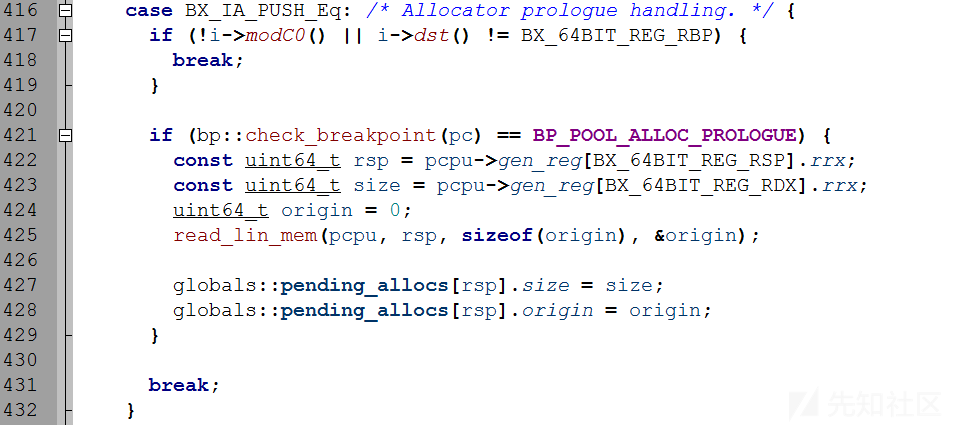 416 case BX_IA_PUSH_Eq: /* Allocator prologue handling. */ {
417 if (!i->modC0() || i->dst() != BX_64BIT_REG_RBP) {
418 break;
419 }
420
421 if (bp::check_breakpoint(pc) == BP_POOL_ALLOC_PROLOGUE) {
422 const uint64_t rsp = pcpu->gen_reg[BX_64BIT_REG_RSP].rrx;
423 const uint64_t size = pcpu->gen_reg[BX_64BIT_REG_RDX].rrx;
424 uint64_t origin = 0;
425 read_lin_mem(pcpu, rsp, sizeof(origin), &origin);
426
427 globals::pending_allocs[rsp].size = size;
428 globals::pending_allocs[rsp].origin = origin;
429 }
430
431 break;
432 }
先知社区